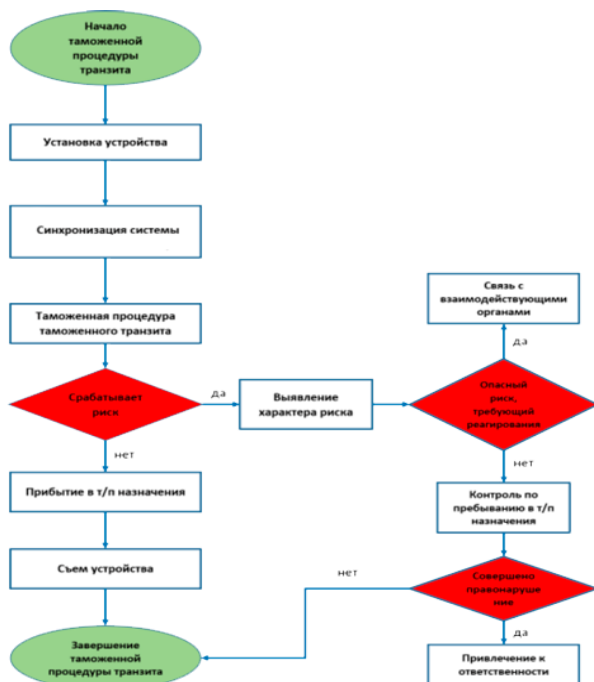 Начало
таможенной
процедуры
транзита
Установка устройства
Синхронизация системы
Таможенная процедура
таможенного транзита
Срабатывает
риск
да
Выявление
характера риска
Связь с
взаимодействующими
органами
да
Опасный
риск,
требующий
реагирования
нет
нет
Прибытие в т/п назначения
Контроль по
пребыванию в т/п
назначения
Съем устройства
нет
Совершено
правонаруше
ние
да
Завершение
таможенной
процедуры транзита
Привлечение к
ответственности